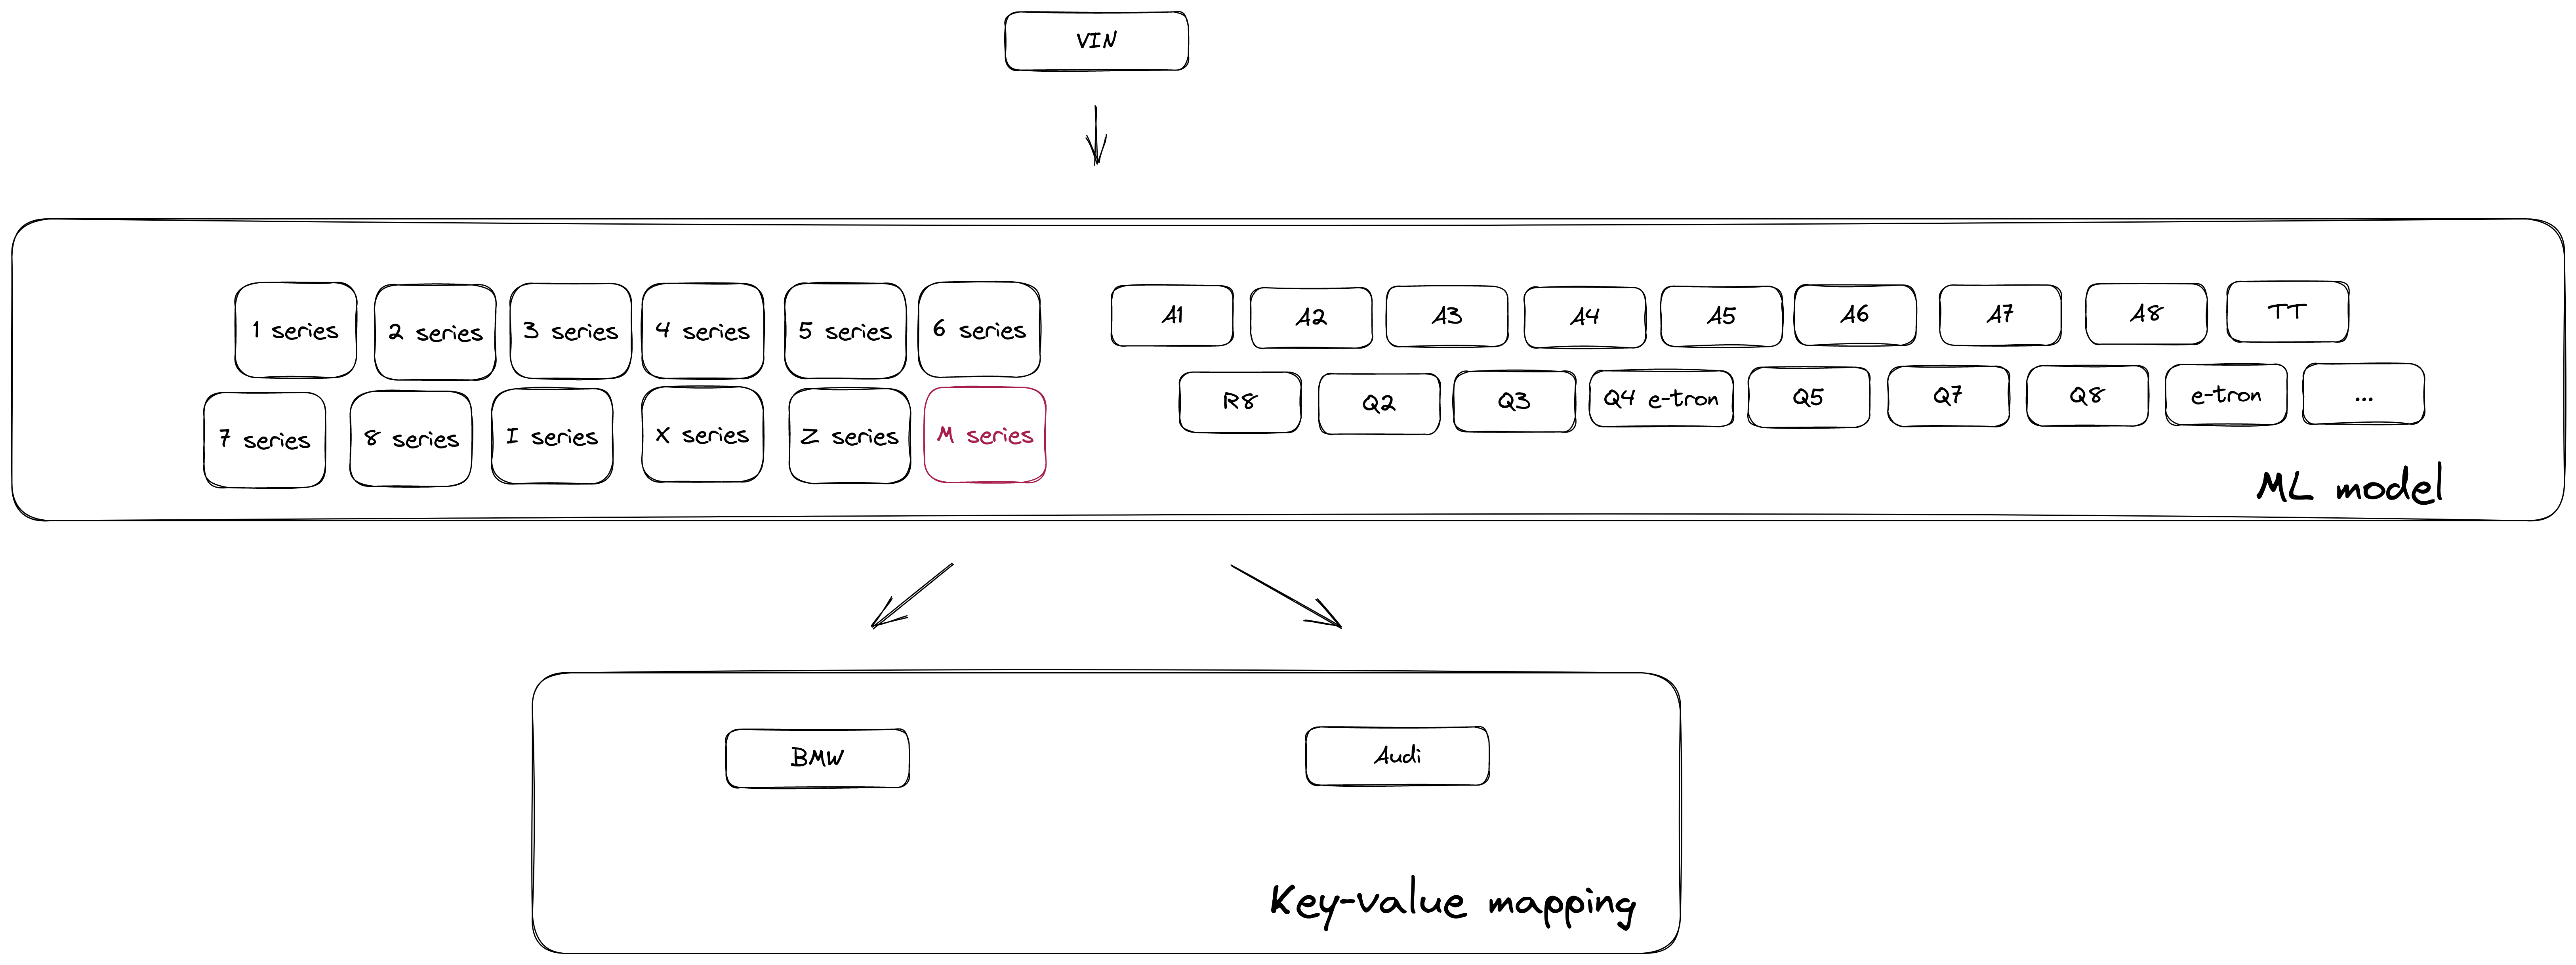 VIN
1 series
2 series
3 series
4 series
5 series
6 series
7 series
8 series
I series
X series
Z series
M series
A1
A2
A3
A4
A5
A6
A7
A8
TT
R8
Q2
Q3
Q4 e-tron
Q5
Q7
Q8
e-tron
...
ML model
BMW
Audi
Key-value mapping